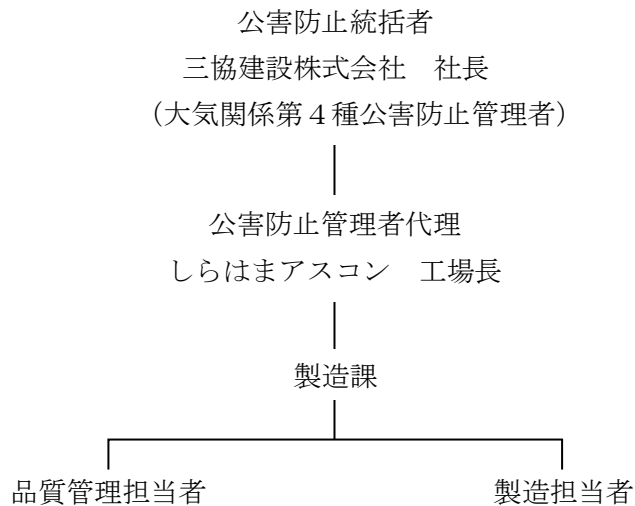 公害防止統括者
三協建設株式会社　社長
（大気関係第４種公害防止管理者）
公害防止管理者代理
しらはまアスコン　工場長
製造課
品質管理担当者
製造担当者